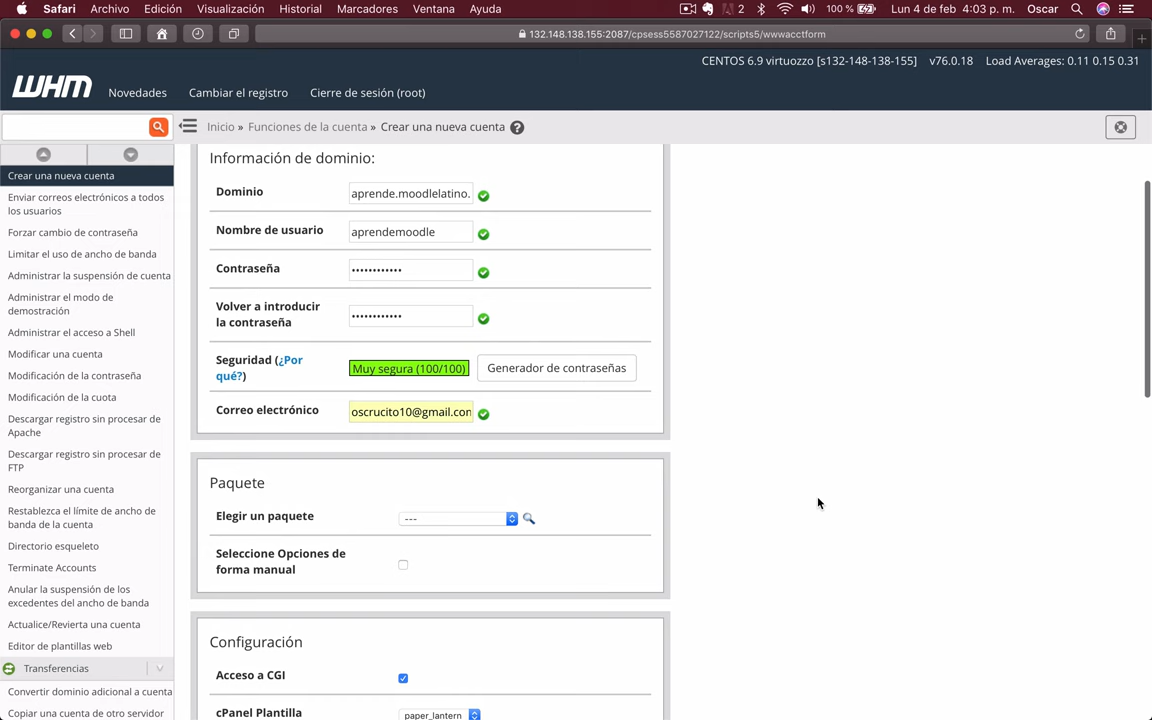 Safari Archivo Edición Visualización Historial Marcadores Ventana Ayuda 2 100 % Lun 4 de feb 4:03 p. m. Oscar
132.148.138.155:2087/cpsess5587027122/scripts5/wwwacctform
CENTOS 6.9 virtuozzo [s132-148-138-155] v76.0.18 Load Averages: 0.11 0.15 0.31
WHM Novedades Cambiar el registro Cierre de sesión (root)
Inicio » Funciones de la cuenta » Crear una nueva cuenta ?
Crear una nueva cuenta
Enviar correos electrónicos a todos
los usuarios
Forzar cambio de contraseña
Limitar el uso de ancho de banda
Administrar la suspensión de cuenta
Administrar el modo de
demostración
Administrar el acceso a Shell
Modificar una cuenta
Modificación de la contraseña
Modificación de la cuota
Descargar registro sin procesar de
Apache
Descargar registro sin procesar de
FTP
Reorganizar una cuenta
Restablezca el límite de ancho de
banda de la cuenta
Directorio esqueleto
Terminate Accounts
Anular la suspensión de los
excedentes del ancho de banda
Actualice/Revierta una cuenta
Editor de plantillas web
Transferencias
Convertir dominio adicional a cuenta
Copiar una cuenta de otro servidor
Información de dominio:
Dominio aprende.moodlelatino.
Nombre de usuario aprendemoodle
Contraseña ••••••••••••
Volver a introducir
la contraseña ••••••••••••
Seguridad (¿Por
qué?) Muy segura (100/100) Generador de contraseñas
Correo electrónico oscrucito10@gmail.con
Paquete
Elegir un paquete ---
Seleccione Opciones de
forma manual
Configuración
Acceso a CGI
cPanel Plantilla paper_lantern